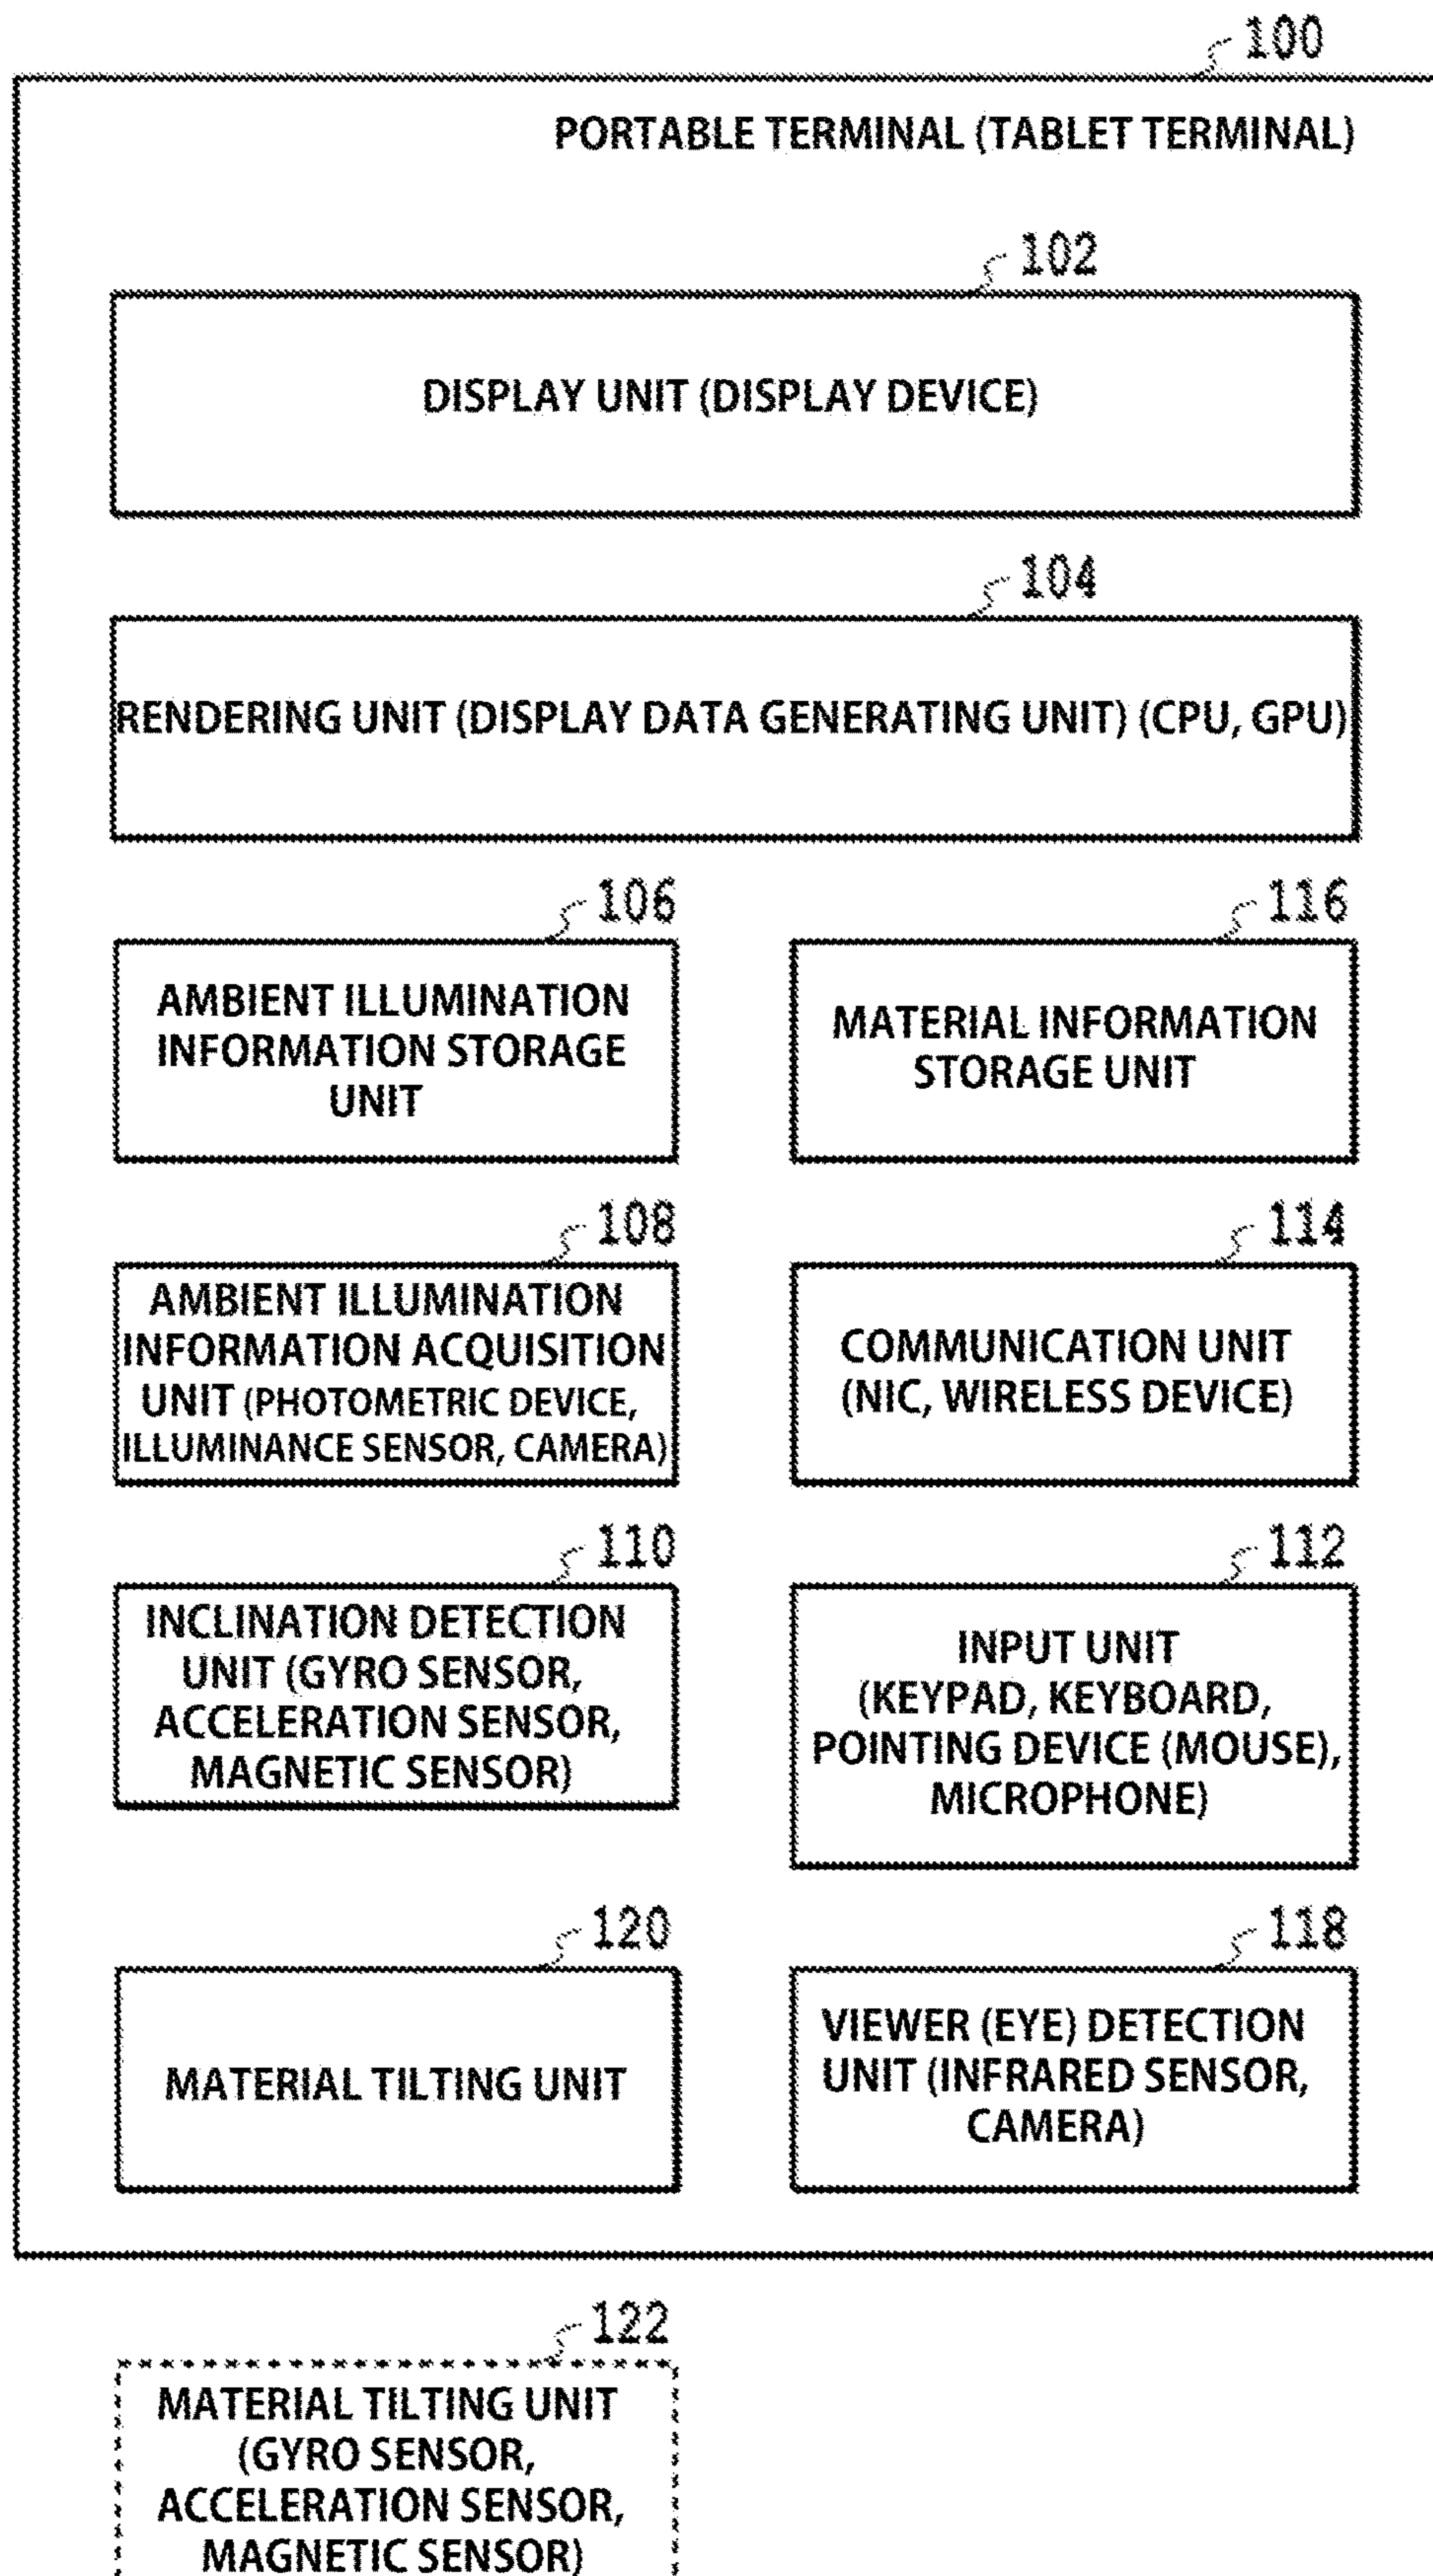 100
PORTABLE TERMINAL (TABLET TERMINAL)
102
DISPLAY UNIT (DISPLAY DEVICE)
104
RENDERING UNIT (DISPLAY DATA GENERATING UNIT) (CPU, GPU)
106
AMBIENT ILLUMINATION
INFORMATION STORAGE
UNIT
116
MATERIAL INFORMATION
STORAGE UNIT
108
AMBIENT ILLUMINATION
INFORMATION ACQUISITION
UNIT (PHOTOMETRIC DEVICE,
ILLUMINANCE SENSOR, CAMERA)
114
COMMUNICATION UNIT
(NIC, WIRELESS DEVICE)
110
INCLINATION DETECTION
UNIT (GYRO SENSOR,
ACCELERATION SENSOR,
MAGNETIC SENSOR)
112
INPUT UNIT
(KEYPAD, KEYBOARD,
POINTING DEVICE (MOUSE),
MICROPHONE)
120
MATERIAL TILTING UNIT
118
VIEWER (EYE) DETECTION
UNIT (INFRARED SENSOR,
CAMERA)
122
MATERIAL TILTING UNIT
(GYRO SENSOR,
ACCELERATION SENSOR,
MAGNETIC SENSOR)